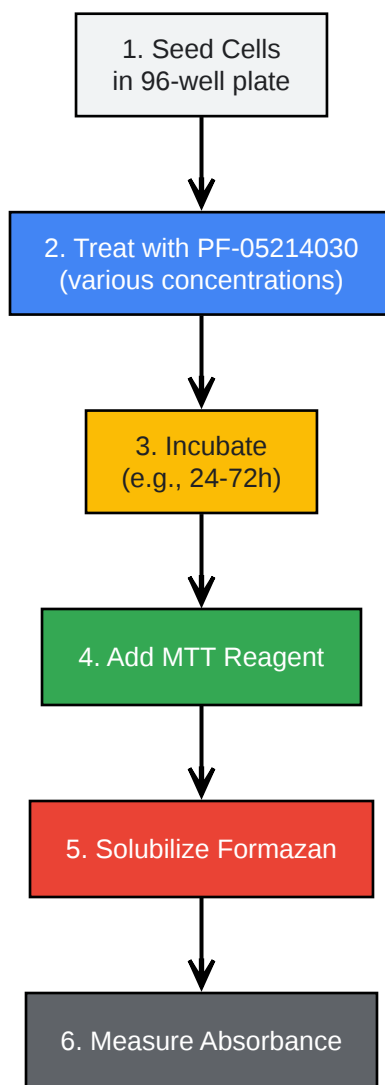 1. Seed Cells
in 96-well plate
2. Treat with PF-05214030
(various concentrations)
3. Incubate
(e.g., 24-72h)
4. Add MTT Reagent
5. Solubilize Formazan
6. Measure Absorbance